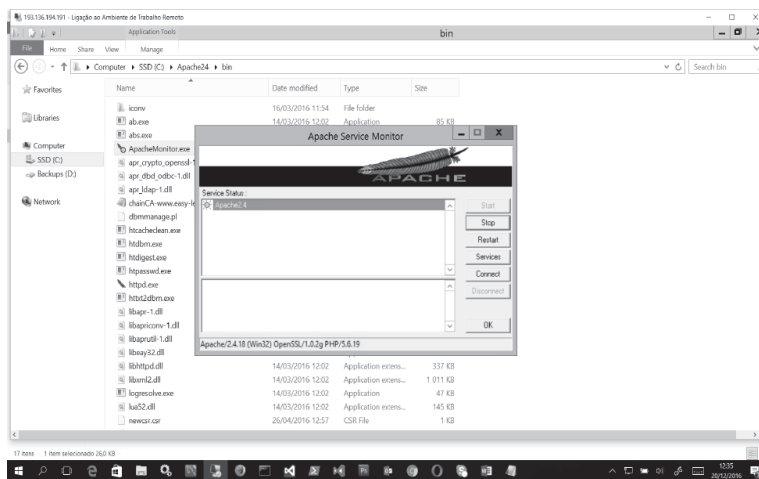 193.136.194.191 - Ligação ao Ambiente de Trabalho Remoto
Application Tools
bin
File Home Share View Manage
Computer SSD (C:) Apache24 bin
Search bin
Name Date modified Type Size
Favorites
Libraries
Computer
SSD (C:)
Backups (D:)
Network
iconv 16/03/2016 11:54 File folder
ab.exe 14/03/2016 12:02 Application 85 KB
abs.exe
ApacheMonitor.exe
apr_crypto_openssl-1
apr_dbd_odbc-1.dll
apr_ldap-1.dll
chainCA-www.easy-le
dbmmanage.pl
htcacheclean.exe
htdbm.exe
htdigest.exe
htpasswd.exe
httpd.exe
httxt2dbm.exe
libapr-1.dll
libapriconv-1.dll
libaprutil-1.dll
libeay32.dll
libhttpd.dll 14/03/2016 12:02 Application extens... 337 KB
libxml2.dll 14/03/2016 12:02 Application extens... 1 011 KB
logresolve.exe 14/03/2016 12:02 Application 47 KB
lua52.dll 14/03/2016 12:02 Application extens... 145 KB
newcsr.csr 26/04/2016 12:57 CSR File 1 KB
Apache Service Monitor
APACHE
Service Status:
Apache2.4
Start
Stop
Restart
Services
Connect
Disconnect
OK
Apache/2.4.18 (Win32) OpenSSL/1.0.2g PHP/5.6.19
17 itens 1 item selecionado 26,0 KB
12:35
20/12/2016